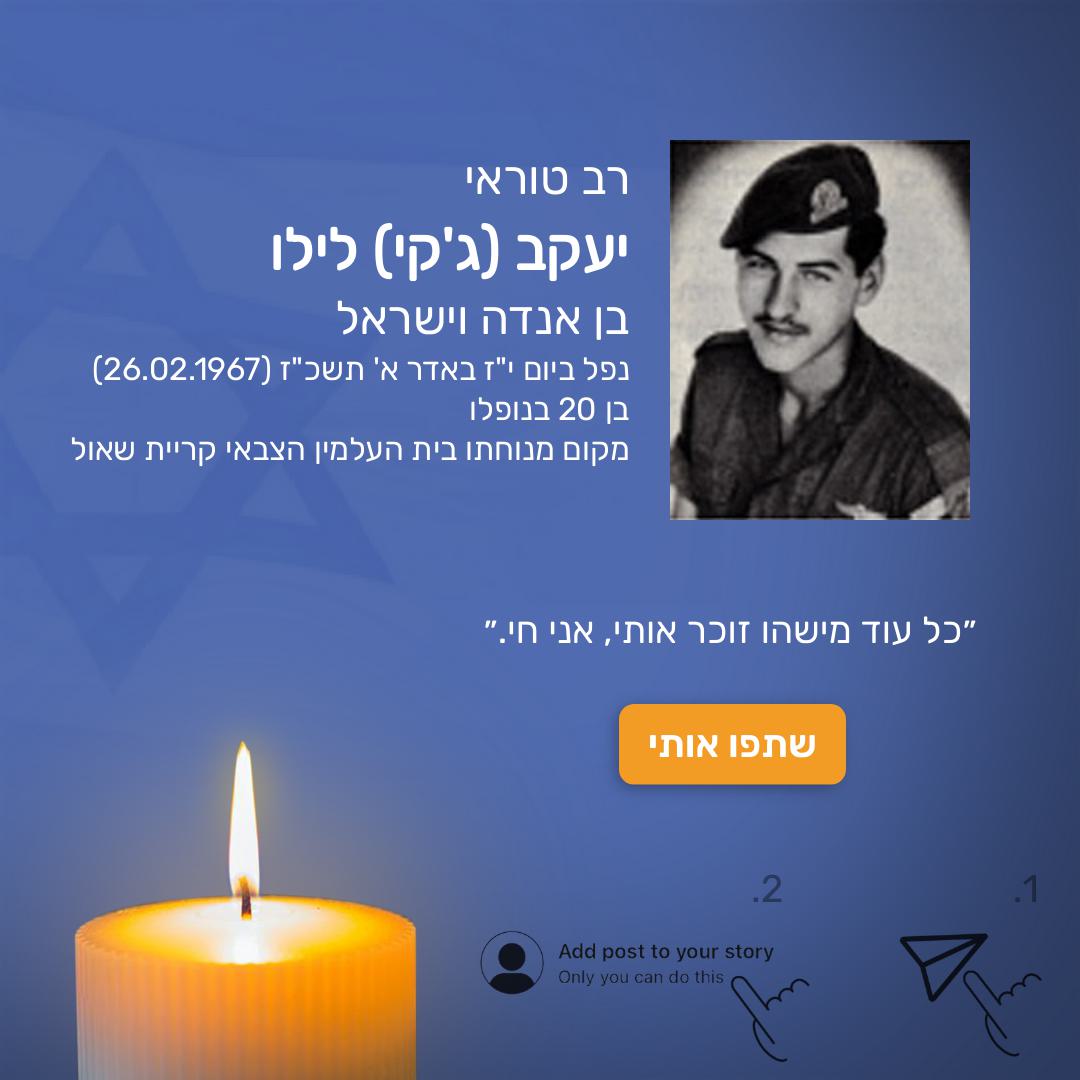 רב טוראי
יעקב (ג'קי) לילו
בן אנדה וישראל
נפל ביום י"ז באדר א' תשכ"ז (26.02.1967)
בן 20 בנופלו
מקום מנוחתו בית העלמין הצבאי קריית שאול
״כל עוד מישהו זוכר אותי, אני חי.״
שתפו אותי
1.
2.
Add post to your story
Only you can do this